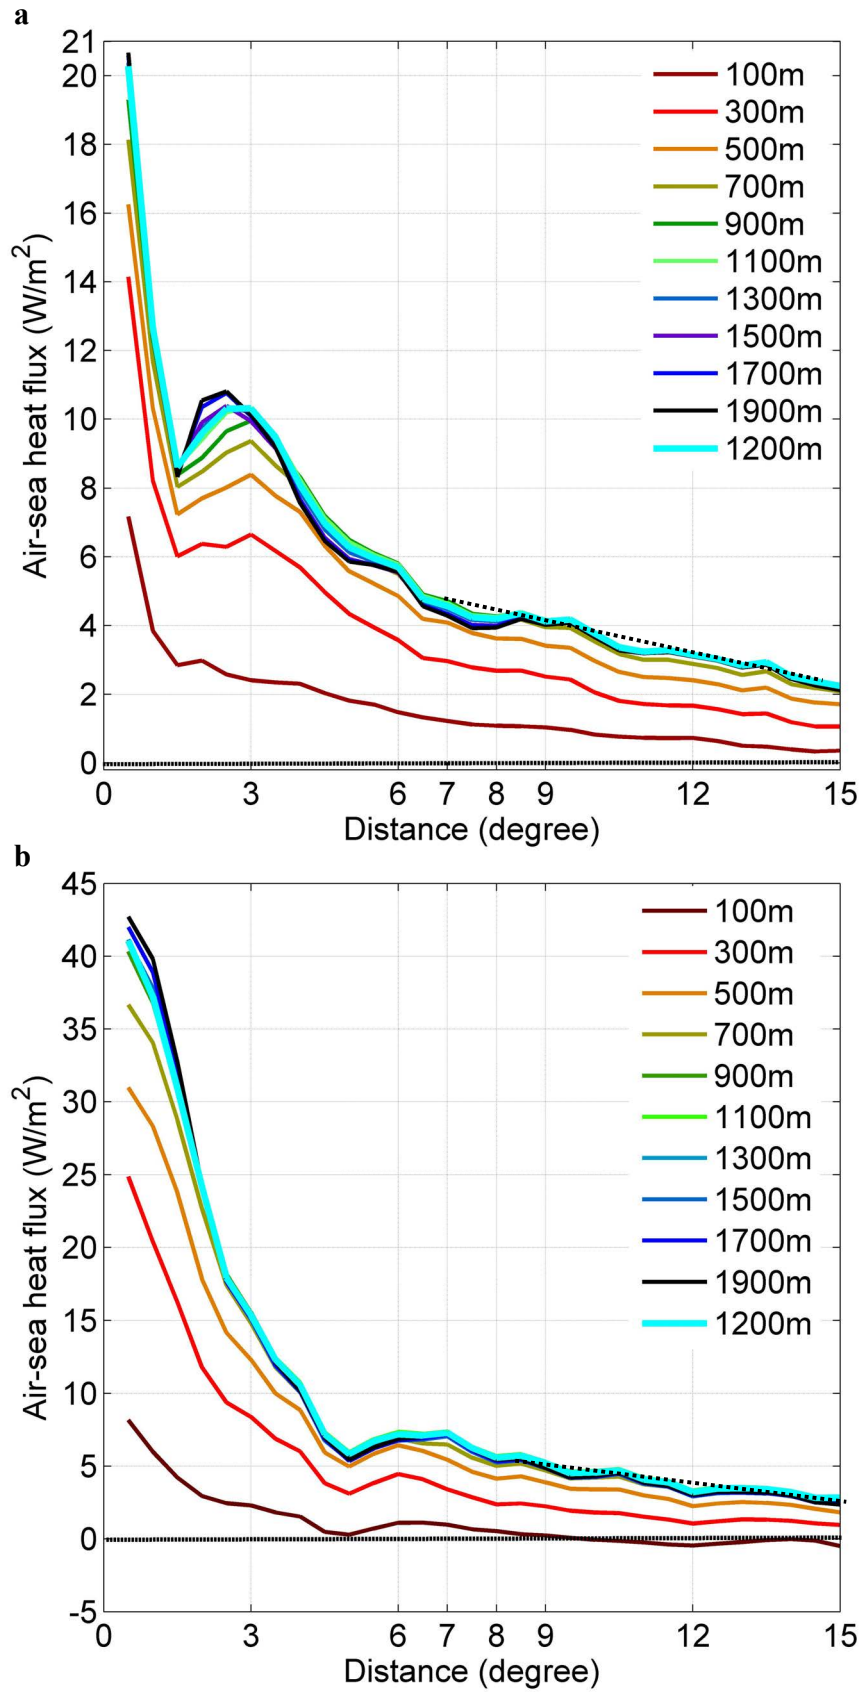 a
21
20
18
16
14
12
10
8
6
4
2
0
Air-sea heat flux (W/m2)
100m
300m
500m
700m
900m
1100m
1300m
1500m
1700m
1900m
1200m
0 3 6 7 8 9 12 15
Distance (degree)
b
45
40
35
30
25
20
15
10
5
0
-5
Air-sea heat flux (W/m2)
100m
300m
500m
700m
900m
1100m
1300m
1500m
1700m
1900m
1200m
0 3 6 7 8 9 12 15
Distance (degree)